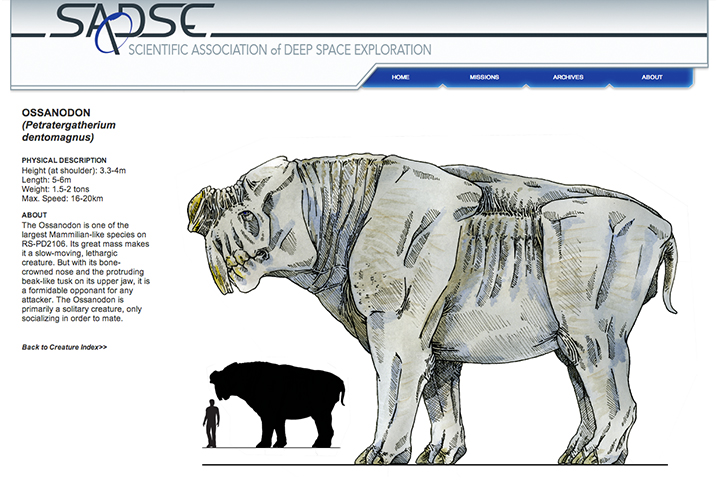 SADSE
SCIENTIFIC ASSOCIATION of DEEP SPACE EXPLORATION
HOME MISSIONS ARCHIVES ABOUT
OSSANODON
(Petratergatherium
dentomagnus)
PHYSICAL DESCRIPTION
Height (at shoulder): 3.3-4m
Length: 5-6m
Weight: 1.5-2 tons
Max. Speed: 16-20km
ABOUT
The Ossanodon is one of the
largest Mammilian-like species on
RS-PD2106. Its great mass makes
it a slow-moving, lethargic
creature. But with its bone-
crowned nose and the protruding
beak-like tusk on its upper jaw, it is
a formidable opponant for any
attacker. The Ossanodon is
primarily a solitary creature, only
socializing in order to mate.
Back to Creature Index>>